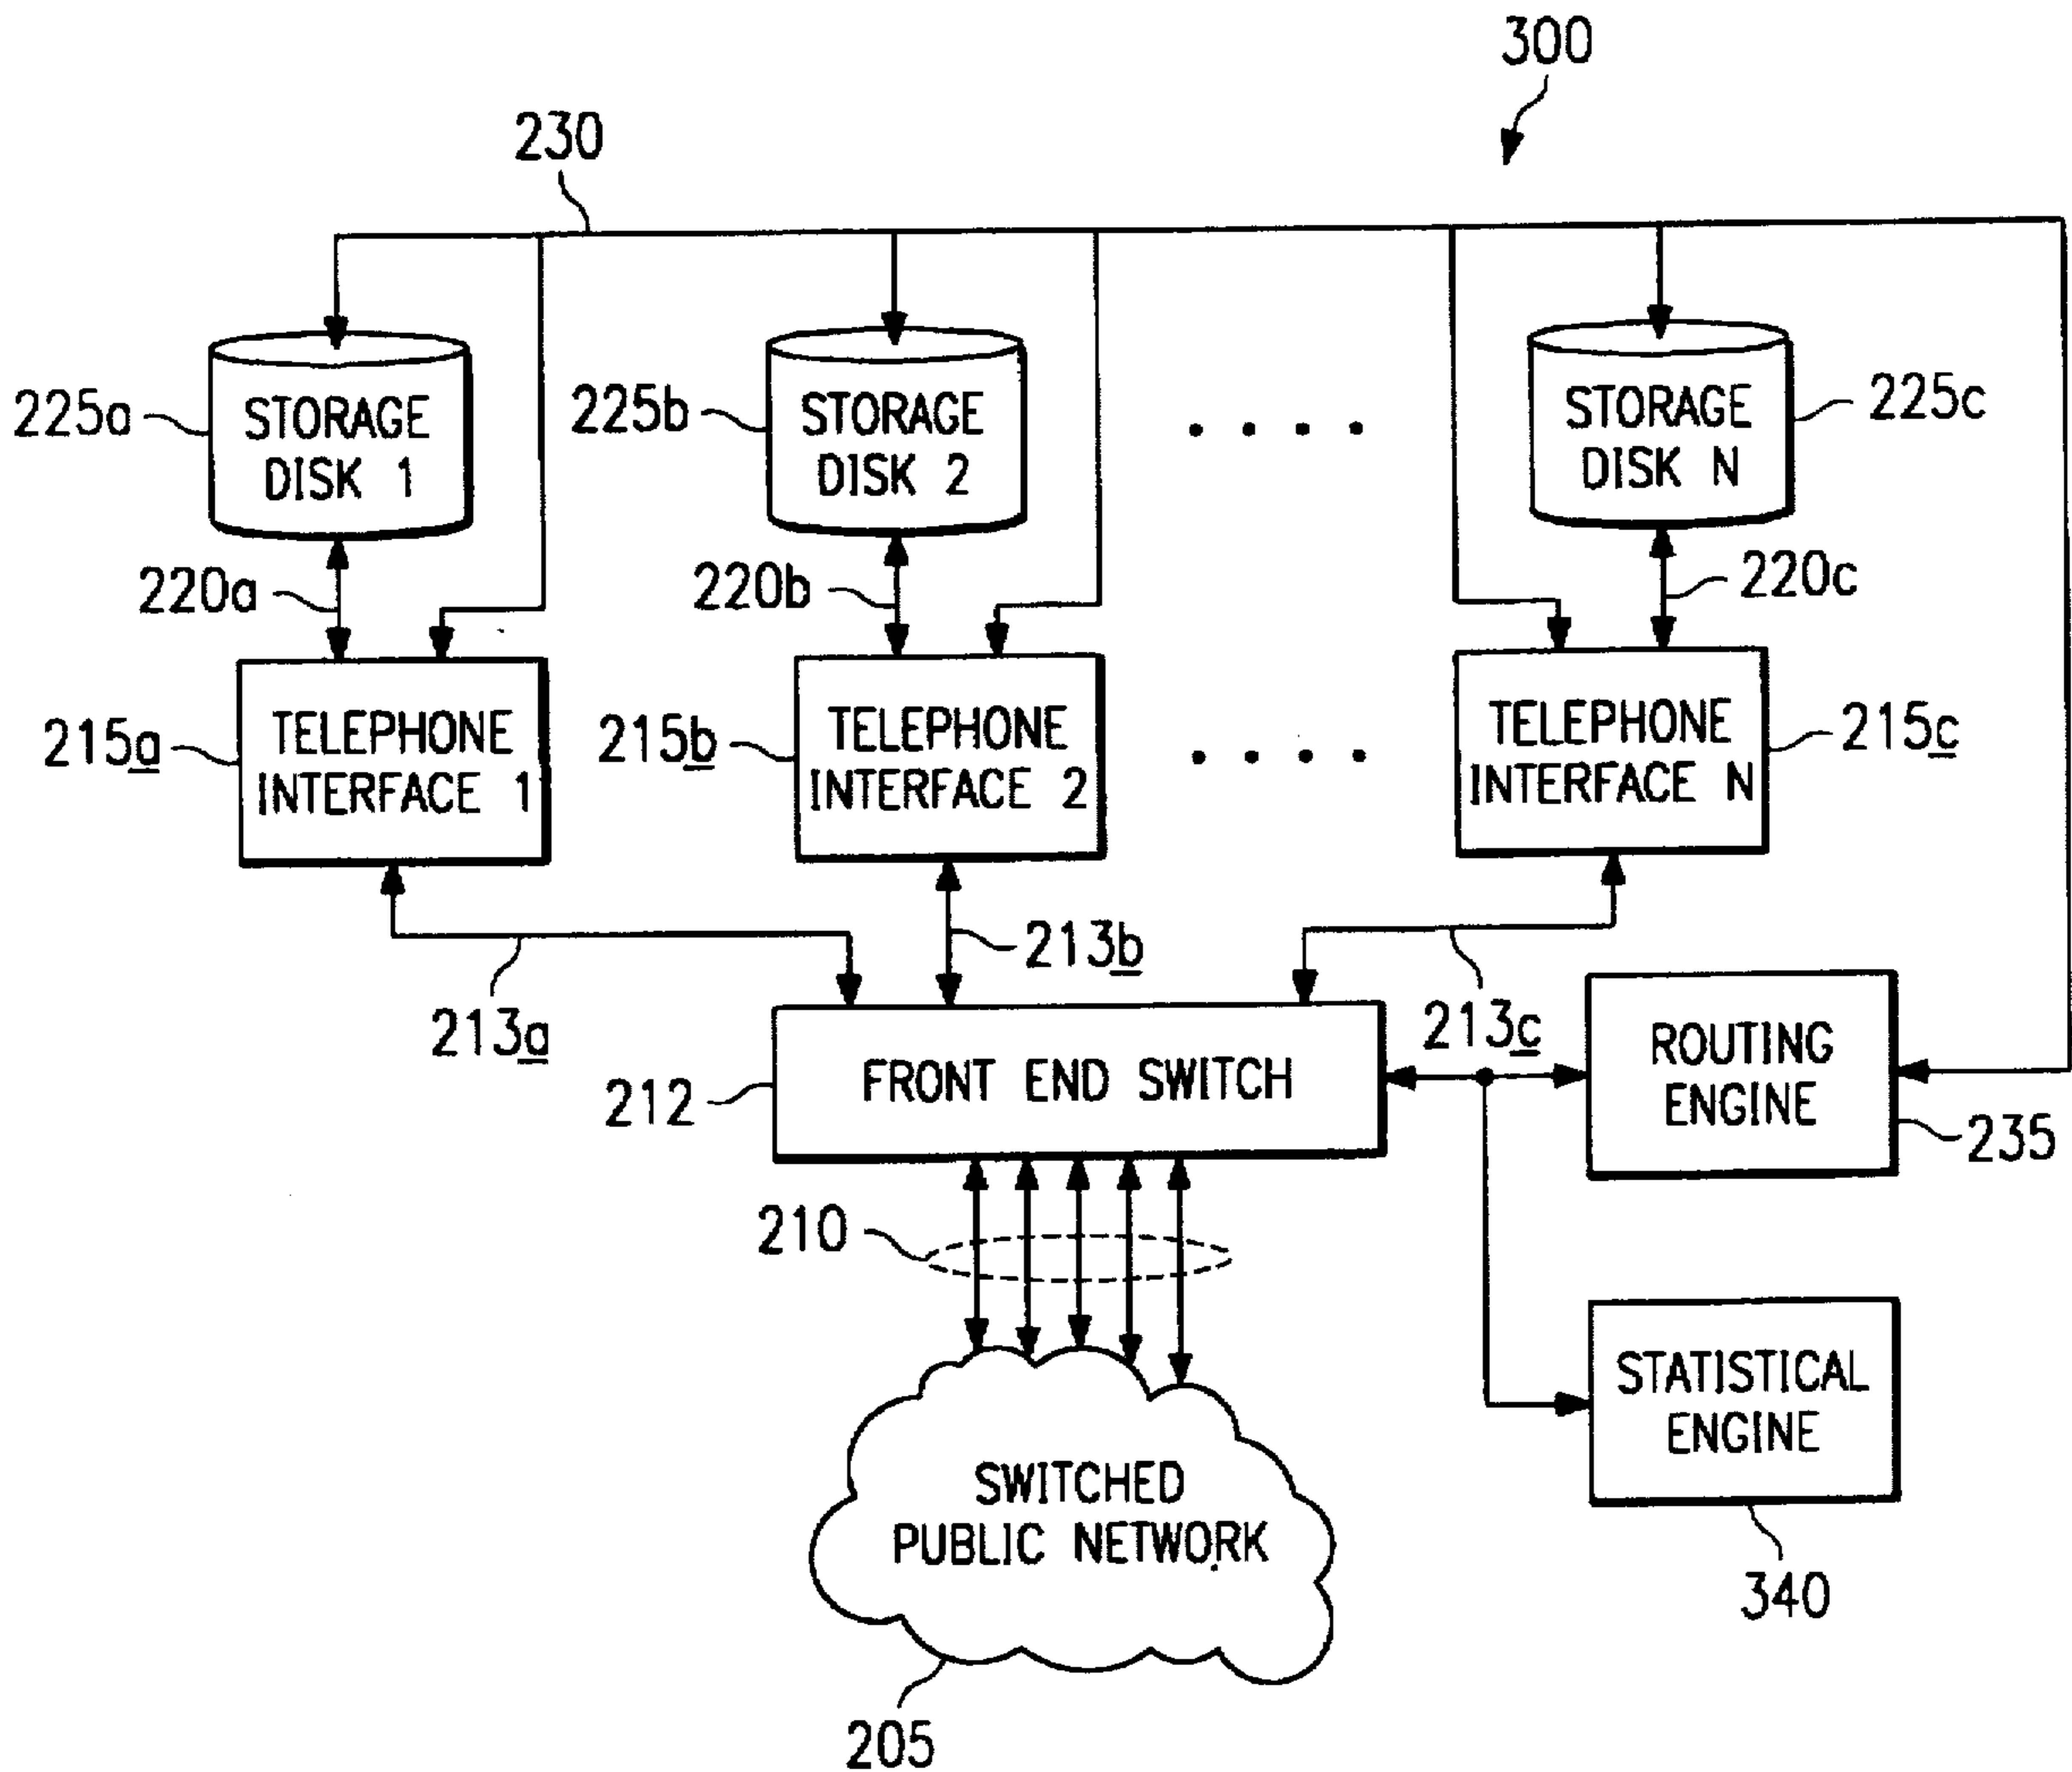 300
230
225a
STORAGE
DISK 1
225b
STORAGE
DISK 2
225c
STORAGE
DISK N
220a
220b
220c
215a
TELEPHONE
INTERFACE 1
215b
TELEPHONE
INTERFACE 2
215c
TELEPHONE
INTERFACE N
213a
213b
213c
212
FRONT END SWITCH
ROUTING
ENGINE
235
210
STATISTICAL
ENGINE
340
SWITCHED
PUBLIC NETWORK
205